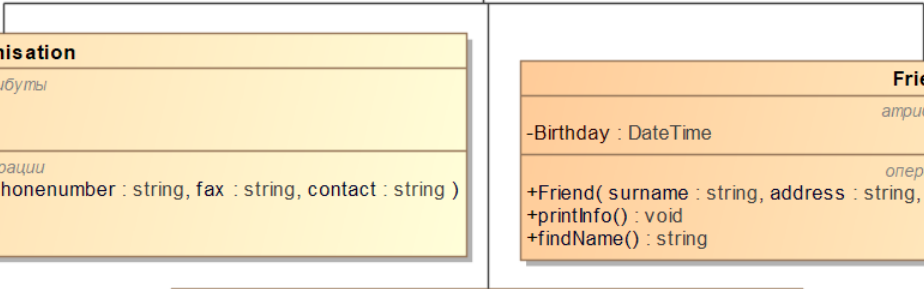 nisation
ибуты
рации
honenumber : string, fax : string, contact : string )
Frie
атриб
-Birthday : DateTime
опер
+Friend( surname : string, address : string,
+printInfo() : void
+findName() : string